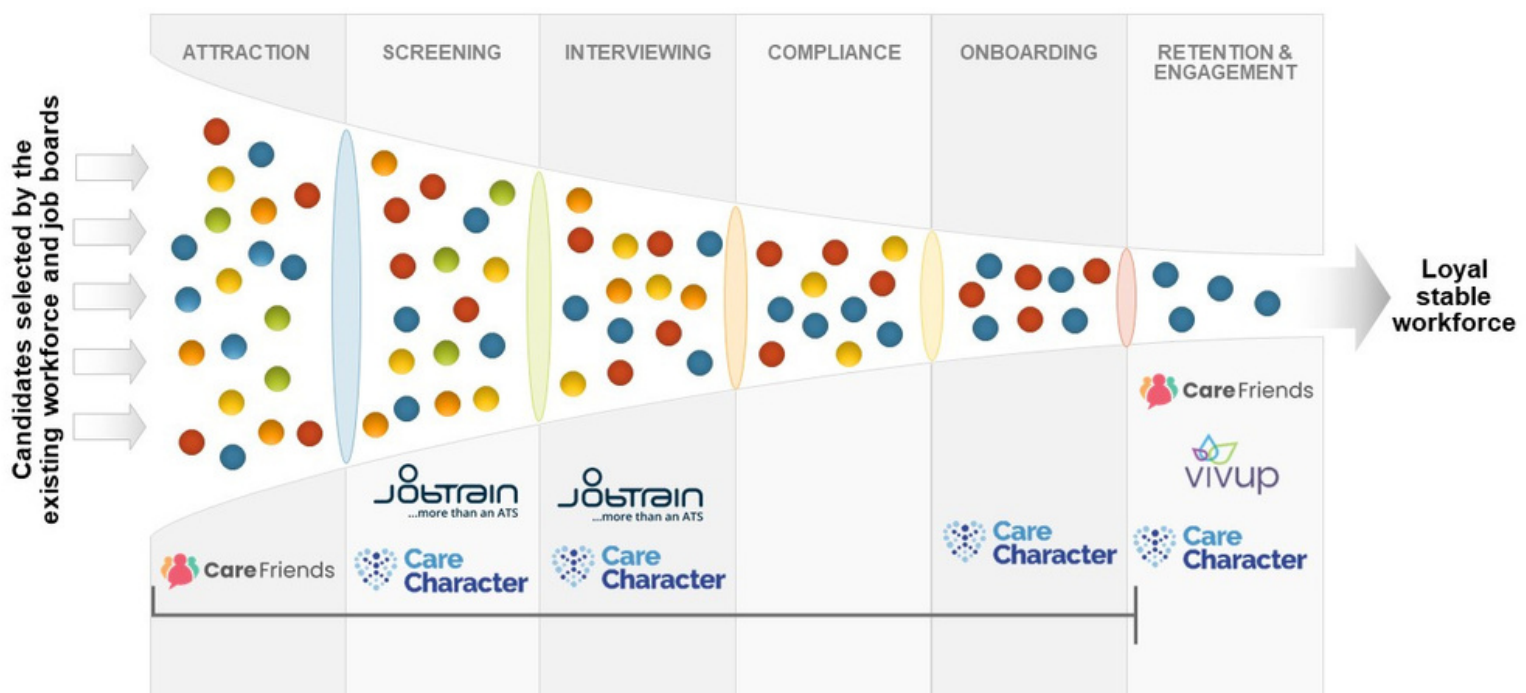 ATTRACTION
SCREENING
INTERVIEWING
COMPLIANCE
ONBOARDING
RETENTION &
ENGAGEMENT
Candidates selected by the
existing workforce and job boards
Loyal
stable
workforce
CareFriends
JOBTRAIN
...more than an ATS
Care
Character
JOBTRAIN
...more than an ATS
Care
Character
Care
Character
CareFriends
vivup
Care
Character